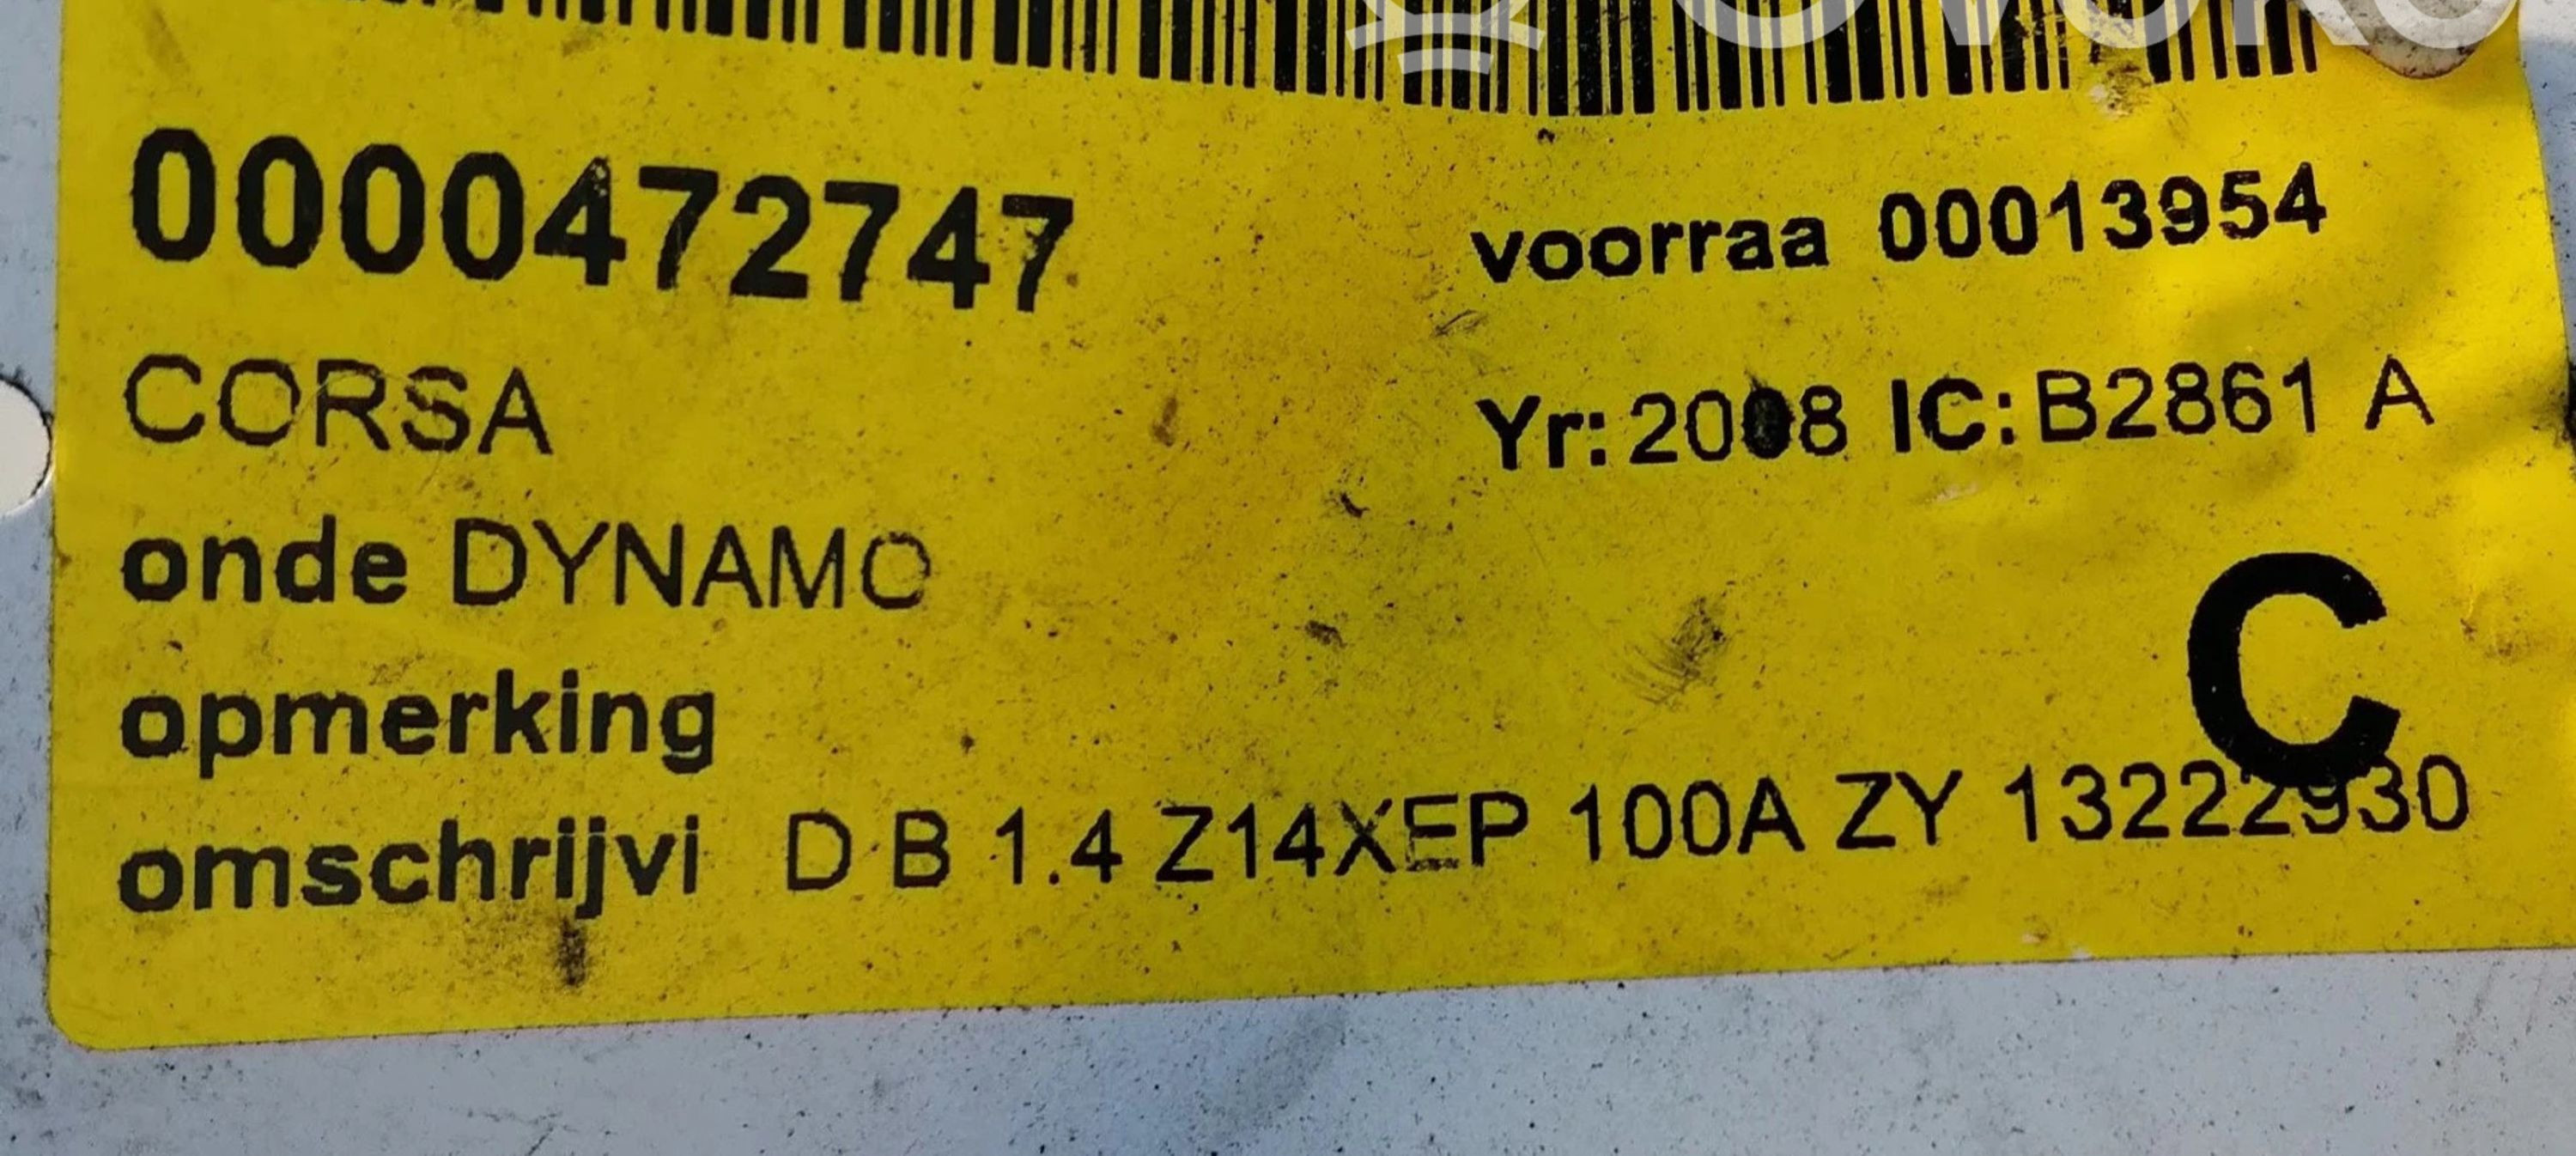 0000472747
voorraa 00013954
CORSA
Yr: 2008 IC: B2861 A
onde DYNAMO
C
opmerking
omschrijvi D B 1.4 Z14XEP 100A ZY 13222930